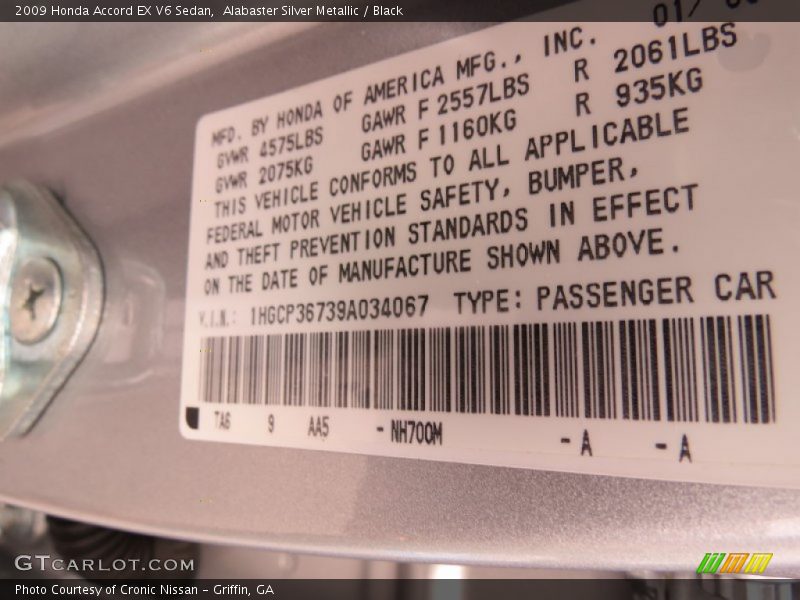 2009 Honda Accord EX V6 Sedan,  Alabaster Silver Metallic / Black
MFD. BY HONDA OF AMERICA MFG., INC. 01/
GVWR 4575LBS GAWR F 2557LBS R 2061LBS
GVWR 2075KG GAWR F 1160KG R 935KG
THIS VEHICLE CONFORMS TO ALL APPLICABLE
FEDERAL MOTOR VEHICLE SAFETY, BUMPER,
AND THEFT PREVENTION STANDARDS IN EFFECT
ON THE DATE OF MANUFACTURE SHOWN ABOVE.
V.I.N.: 1HGCP36739A034067 TYPE: PASSENGER CAR
TA6 9 AA5 -NH700M -A -A
GTCARLOT.COM
Photo Courtesy of Cronic Nissan – Griffin, GA